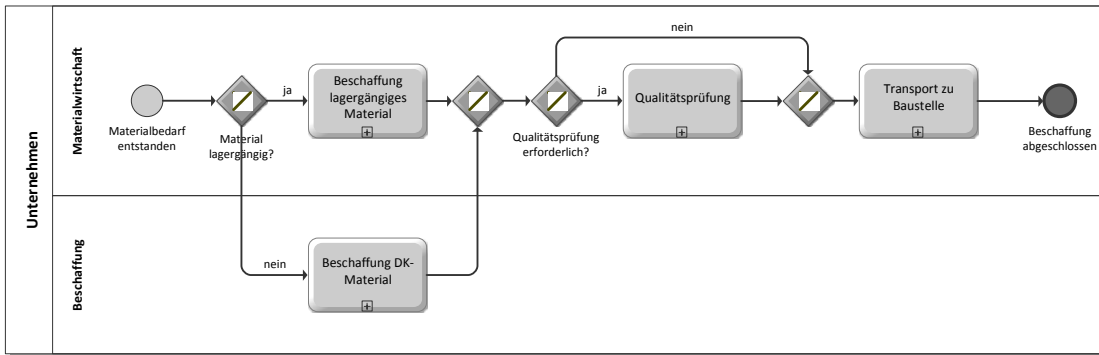 Unternehmen
Materialwirtschaft
Materialbedarf
entstanden
Material
lagergängig?
ja
Beschaffung
lagergängiges
Material
Qualitätsprüfung
erforderlich?
nein
ja
Qualitätsprüfung
Transport zu
Baustelle
Beschaffung
abgeschlossen
Beschaffung
nein
Beschaffung DK-
Material